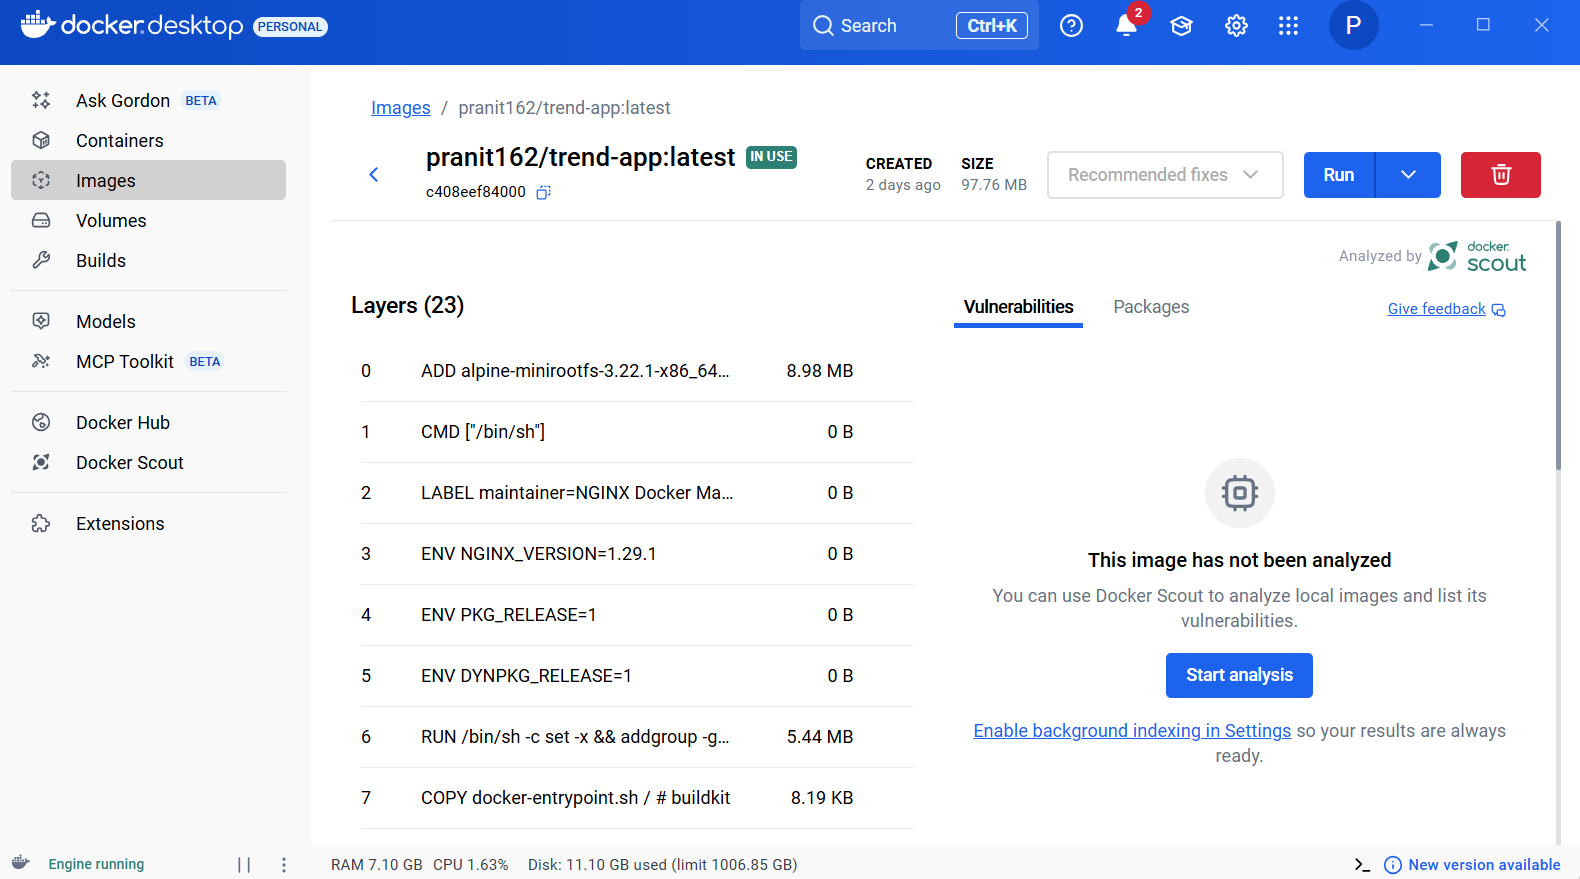 docker.desktop PERSONAL
Search Ctrl+K
2
P
Ask Gordon BETA
Containers
Images
Volumes
Builds
Models
MCP Toolkit BETA
Docker Hub
Docker Scout
Extensions
Images / pranit162/trend-app:latest
pranit162/trend-app:latest IN USE
c408eef84000
CREATED
2 days ago
SIZE
97.76 MB
Recommended fixes
Run
Analyzed by docker scout
Layers (23)
0 ADD alpine-minirootfs-3.22.1-x86_64... 8.98 MB
1 CMD ["/bin/sh"] 0 B
2 LABEL maintainer=NGINX Docker Ma... 0 B
3 ENV NGINX_VERSION=1.29.1 0 B
4 ENV PKG_RELEASE=1 0 B
5 ENV DYNPKG_RELEASE=1 0 B
6 RUN /bin/sh -c set -x && addgroup -g... 5.44 MB
7 COPY docker-entrypoint.sh / # buildkit 8.19 KB
Vulnerabilities Packages Give feedback
This image has not been analyzed
You can use Docker Scout to analyze local images and list its
vulnerabilities.
Start analysis
Enable background indexing in Settings so your results are always
ready.
Engine running
RAM 7.10 GB CPU 1.63% Disk: 11.10 GB used (limit 1006.85 GB)
>_ New version available